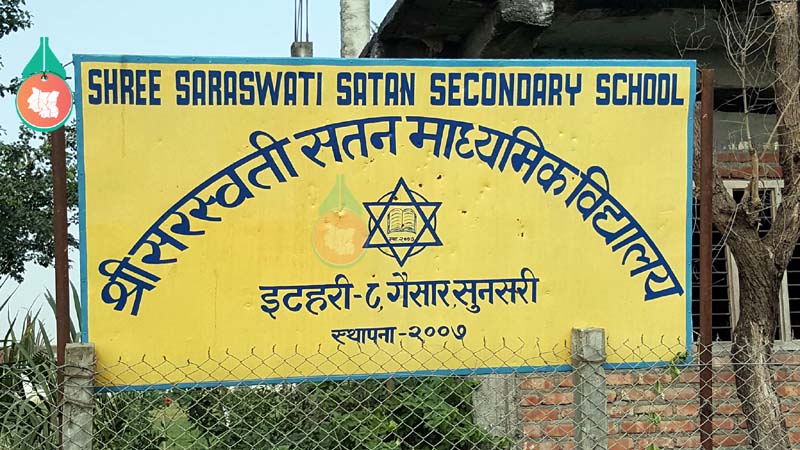 SHREE SARASWATI SATAN SECONDARY SCHOOL
श्री सरस्वती सतन माध्यमिक विद्यालय
इटहरी-८, गैसार, सुनसरी
स्थापना-२००७